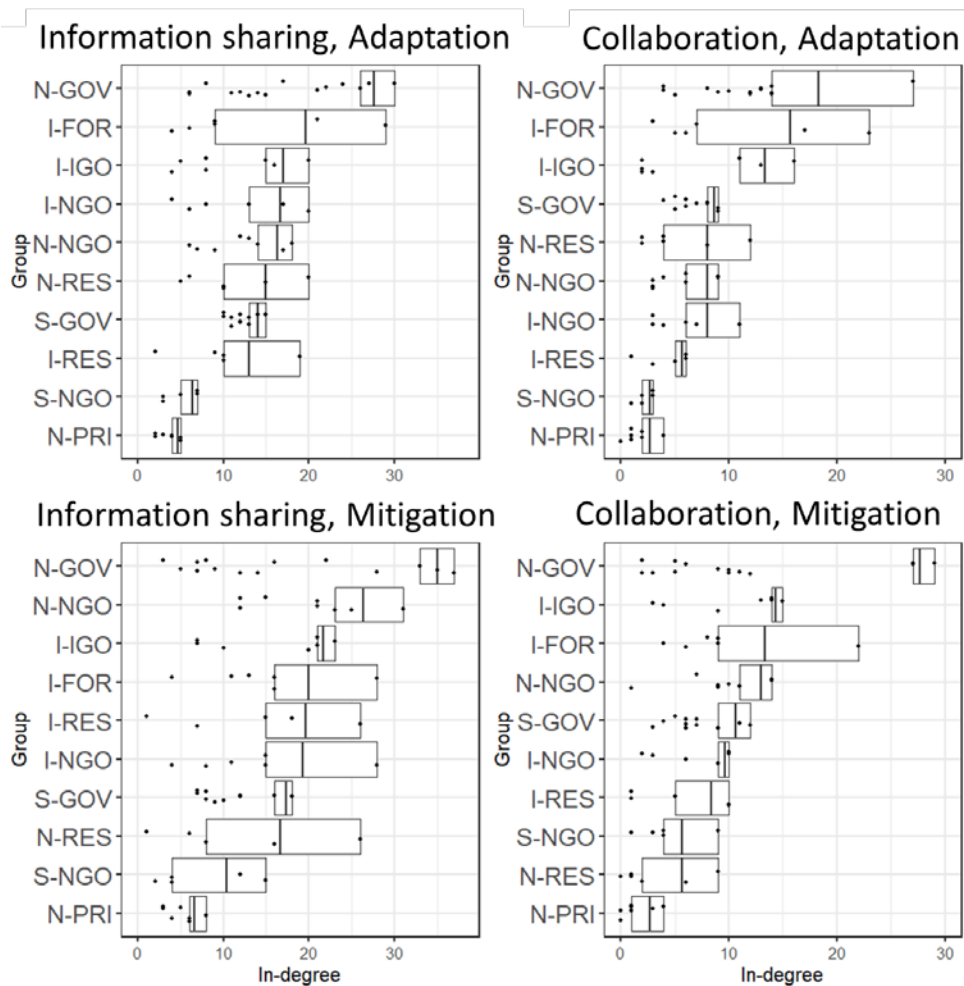 Information sharing, Adaptation
N-GOV
I-FOR
I-IGO
I-NGO
N-NGO
N-RES
S-GOV
I-RES
S-NGO
N-PRI
Group
0 10 20 30
Collaboration, Adaptation
N-GOV
I-FOR
I-IGO
S-GOV
N-RES
N-NGO
I-NGO
I-RES
S-NGO
N-PRI
Group
0 10 20 30
Information sharing, Mitigation
N-GOV
N-NGO
I-IGO
I-FOR
I-RES
I-NGO
S-GOV
N-RES
S-NGO
N-PRI
Group
0 10 20 30
In-degree
Collaboration, Mitigation
N-GOV
I-IGO
I-FOR
N-NGO
S-GOV
I-NGO
I-RES
S-NGO
N-RES
N-PRI
Group
0 10 20 30
In-degree